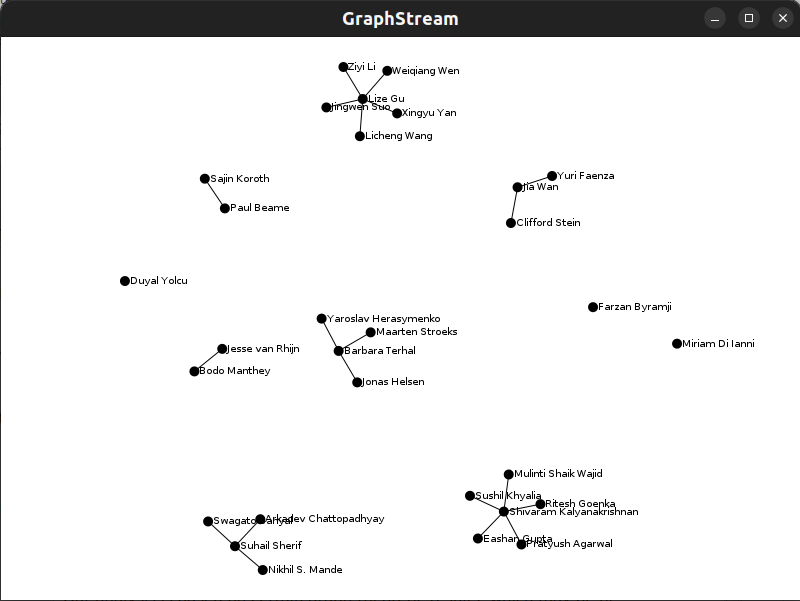 GraphStream
Ziyi Li
Weiqiang Wen
Lize Gu
Jingwen Suo
Xingyu Yan
Licheng Wang
Sajin Koroth
Yuri Faenza
Jia Wan
Paul Beame
Clifford Stein
Duyal Yolcu
Farzan Byramji
Yaroslav Herasymenko
Maarten Stroeks
Miriam Di Ianni
Jesse van Rhijn
Barbara Terhal
Bodo Manthey
Jonas Helsen
Mulinti Shaik Wajid
Sushil Khyalia
Ritesh Goenka
Shivaram Kalyanakrishnan
Arkadev Chattopadhyay
Swagato Sanyal
Eashan Gupta
Pratyush Agarwal
Suhail Sherif
Nikhil S. Mande